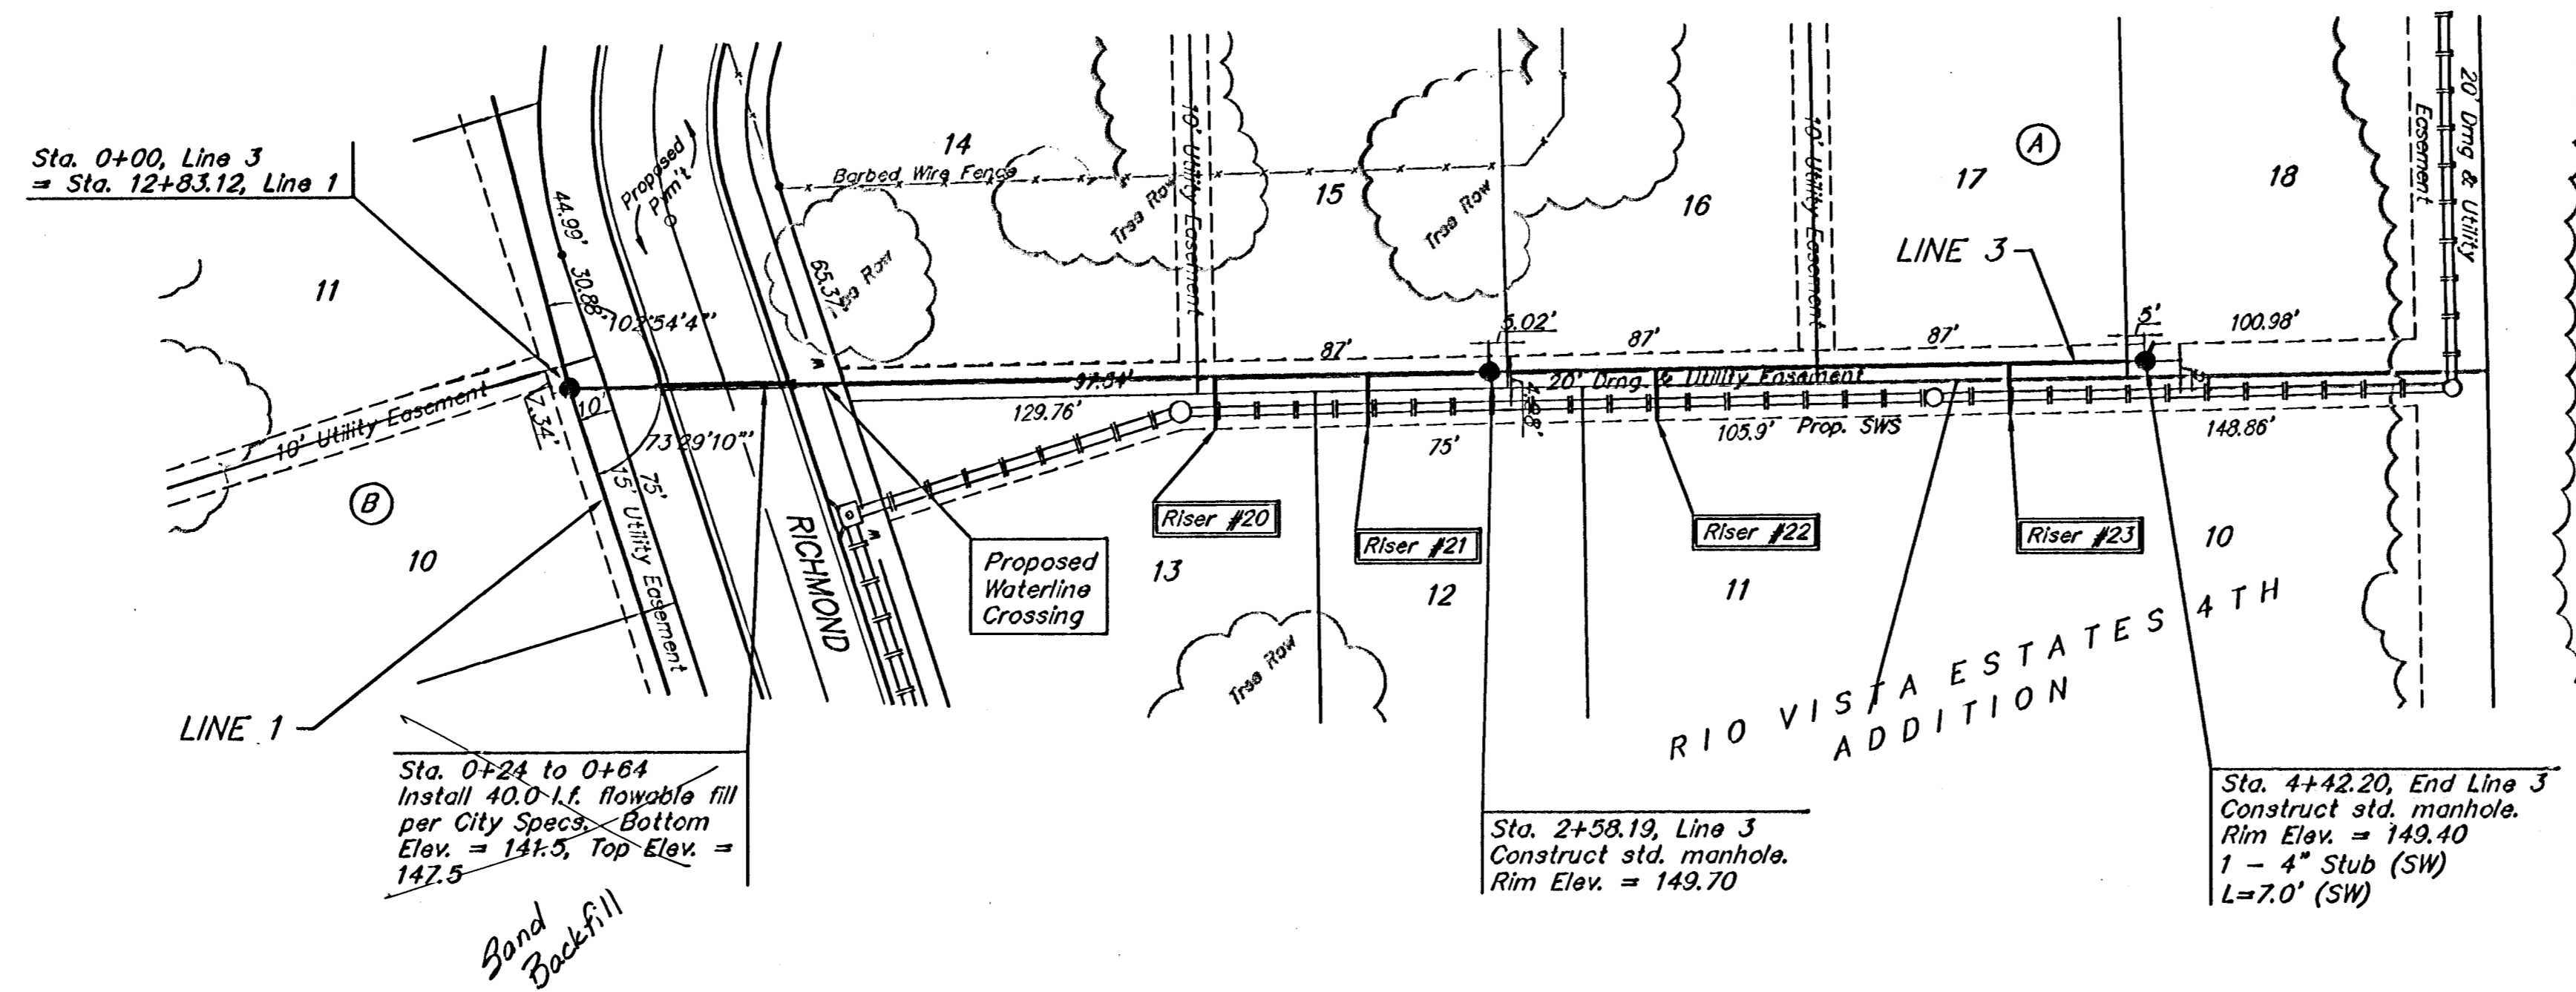 Sta. 0+00, Line 3
= Sta. 12+83.12, Line 1
11
44.99'
30.88'
Proposed
Pvm't
14
Barbed Wire Fence
65.37'
Row
102°54'4"
Tree Row
10' Utility Easement
15
Tree Row
16
10' Utility Easement
A
17
18
20' Drng & Utility
Easement
LINE 3
5.02'
87'
87'
87'
5'
100.98'
97.84'
20' Drng. & Utility Easement
129.76'
75'
4.98'
105.9'
Prop. SWS
148.86'
10' Utility Easement
7.34'
10'
73°29'10"
15' Utility Easement
75'
B
10
RICHMOND
Proposed
Waterline
Crossing
Riser #20
Riser #21
Riser #22
Riser #23
13
12
11
10
Tree Row
RIO VISTA ESTATES 4TH
ADDITION
LINE 1
Sta. 0+24 to 0+64
Install 40.0 l.f. flowable fill
per City Specs. Bottom
Elev. = 141.5, Top Elev. =
147.5
Sand
Backfill
Sta. 2+58.19, Line 3
Construct std. manhole.
Rim Elev. = 149.70
Sta. 4+42.20, End Line 3
Construct std. manhole.
Rim Elev. = 149.40
1 - 4" Stub (SW)
L=7.0' (SW)